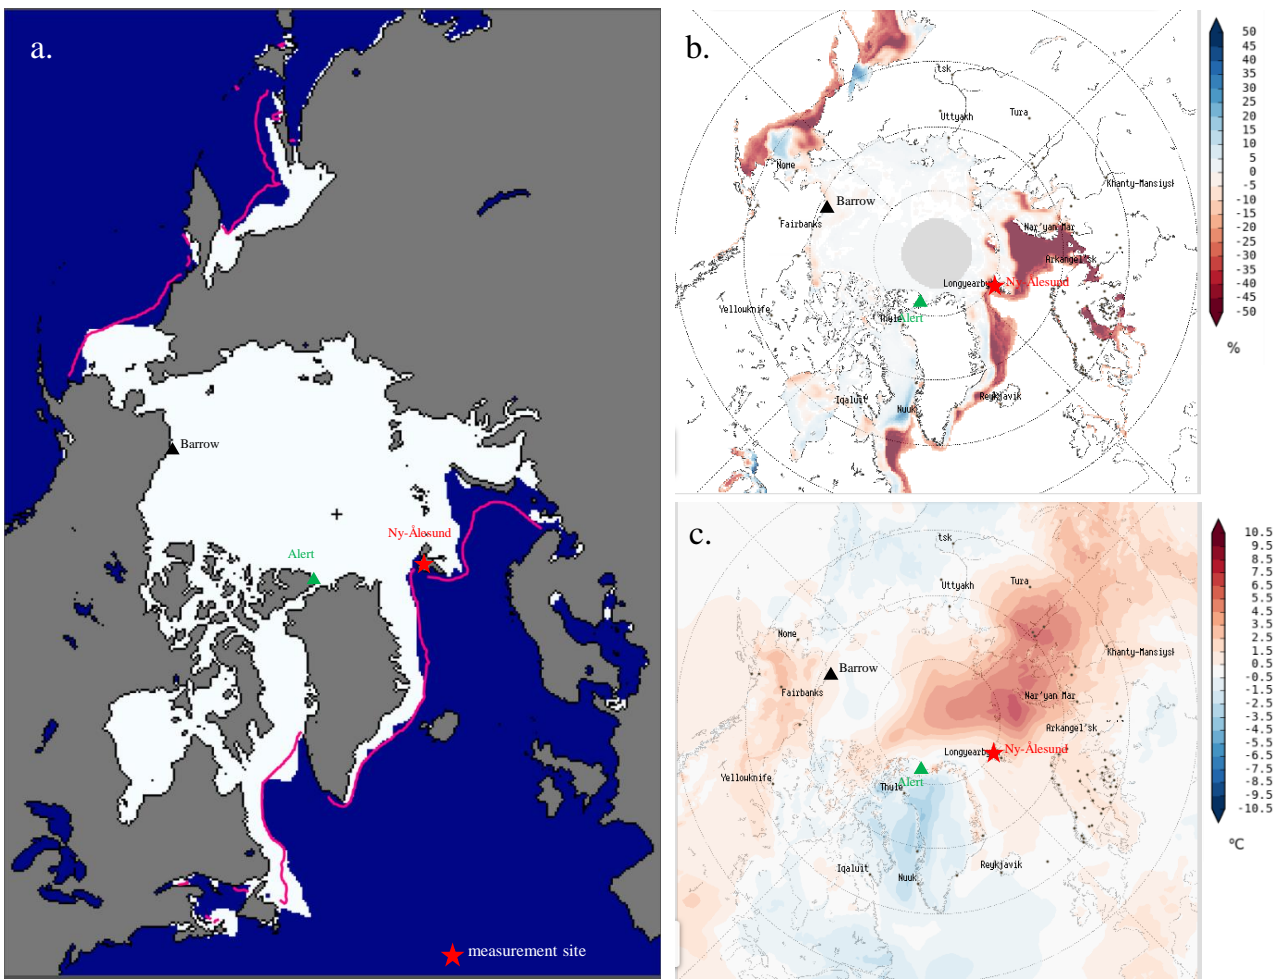 a.
Barrow
Ny-Ålesund
Alert
measurement site
b.
tsk
Uttyakh
Tura
Khanty-Mansiysk
Nome
Barrow
Fairbanks
Nar'yan Mar
Arkangel'sk
Longyearby
Ny-Ålesund
Yellowknife
Thule
Alert
Iqaluit
Nuuk
Reykjavik
50
45
40
35
30
25
20
15
10
5
0
-5
-10
-15
-20
-25
-30
-35
-40
-45
-50
%
c.
tsk
Uttyakh
Tura
Nome
Khanty-Mansiysk
Barrow
Fairbanks
Nar'yan Mar
Arkangel'sk
Longyearby
Ny-Ålesund
Yellowknife
Thule
Alert
Iqaluit
Nuuk
Reykjavik
10.5
9.5
8.5
7.5
6.5
5.5
4.5
3.5
2.5
1.5
0.5
-0.5
-1.5
-2.5
-3.5
-4.5
-5.5
-6.5
-7.5
-8.5
-9.5
-10.5
°C